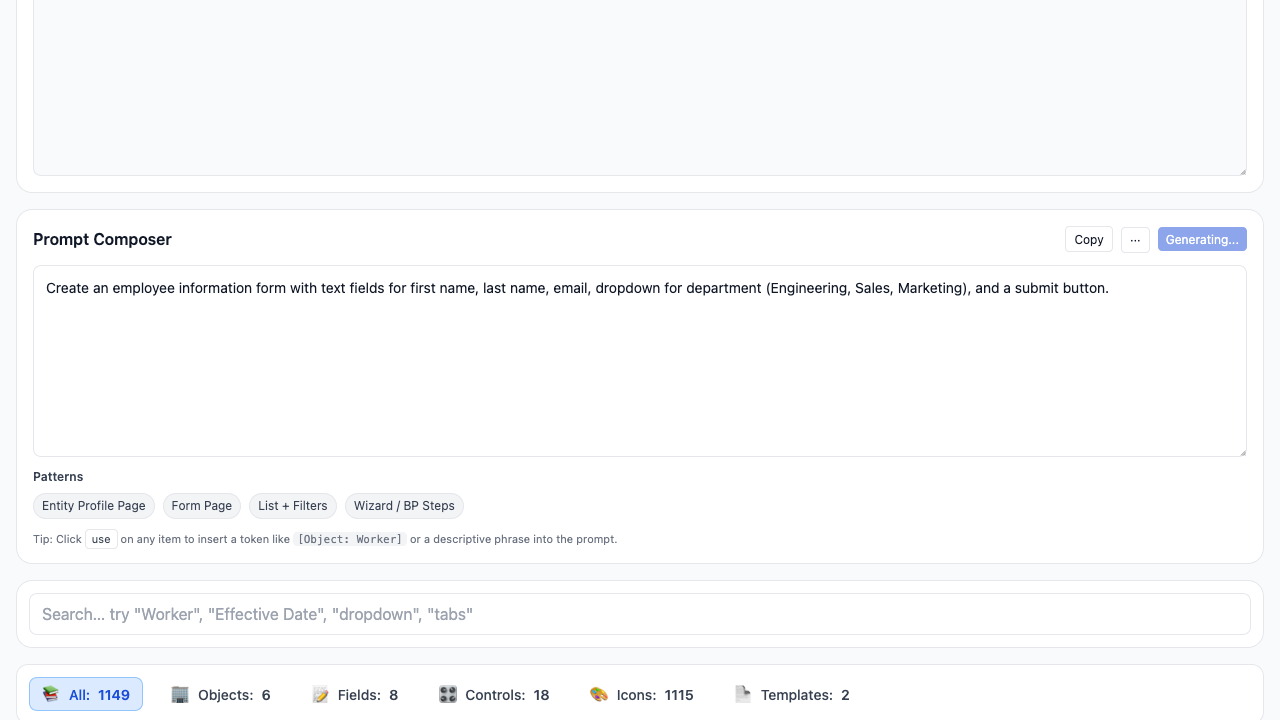 Prompt Composer
Copy
...
Generating...
Create an employee information form with text fields for first name, last name, email, dropdown for department (Engineering, Sales, Marketing), and a submit button.
Patterns
Entity Profile Page
Form Page
List + Filters
Wizard / BP Steps
Tip: Click use on any item to insert a token like [Object: Worker] or a descriptive phrase into the prompt.
Search... try "Worker", "Effective Date", "dropdown", "tabs"
All: 1149
Objects: 6
Fields: 8
Controls: 18
Icons: 1115
Templates: 2